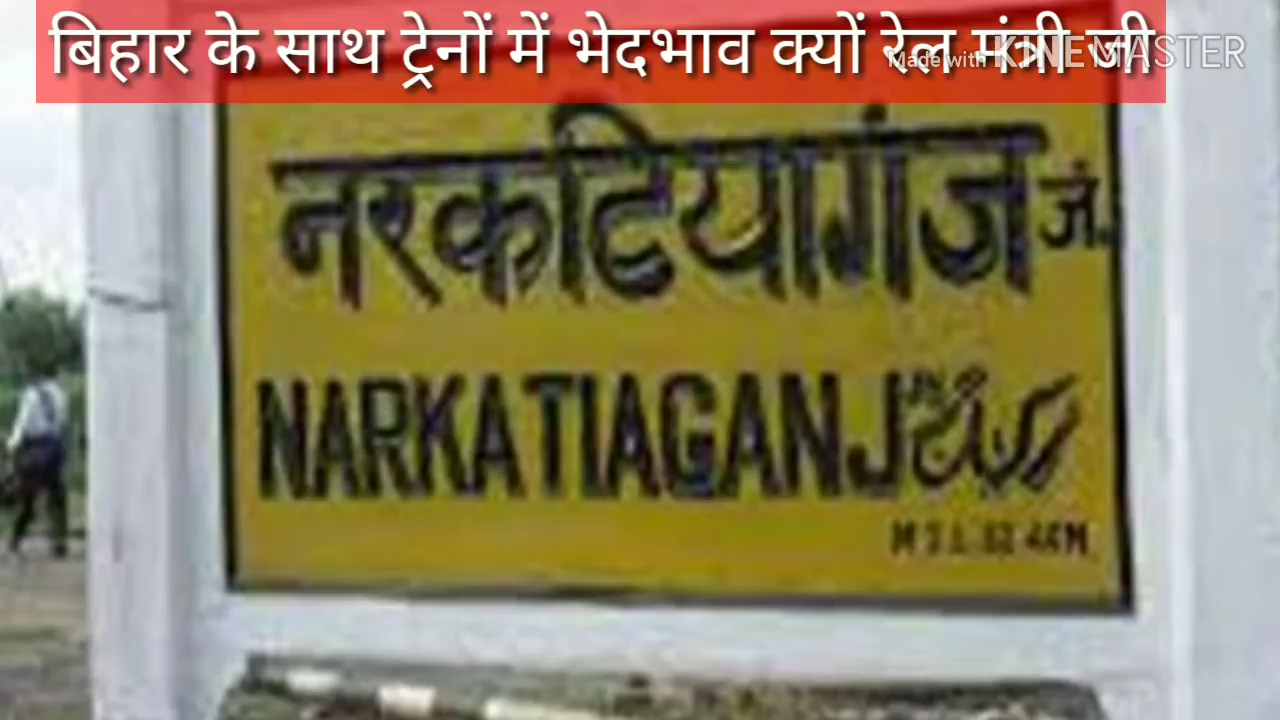 बिहार के साथ ट्रेनों में भेदभाव क्यों रेल मंत्री जी
Made with KINEMASTER
नरकटियागंज जं.
NARKATIAGANJ